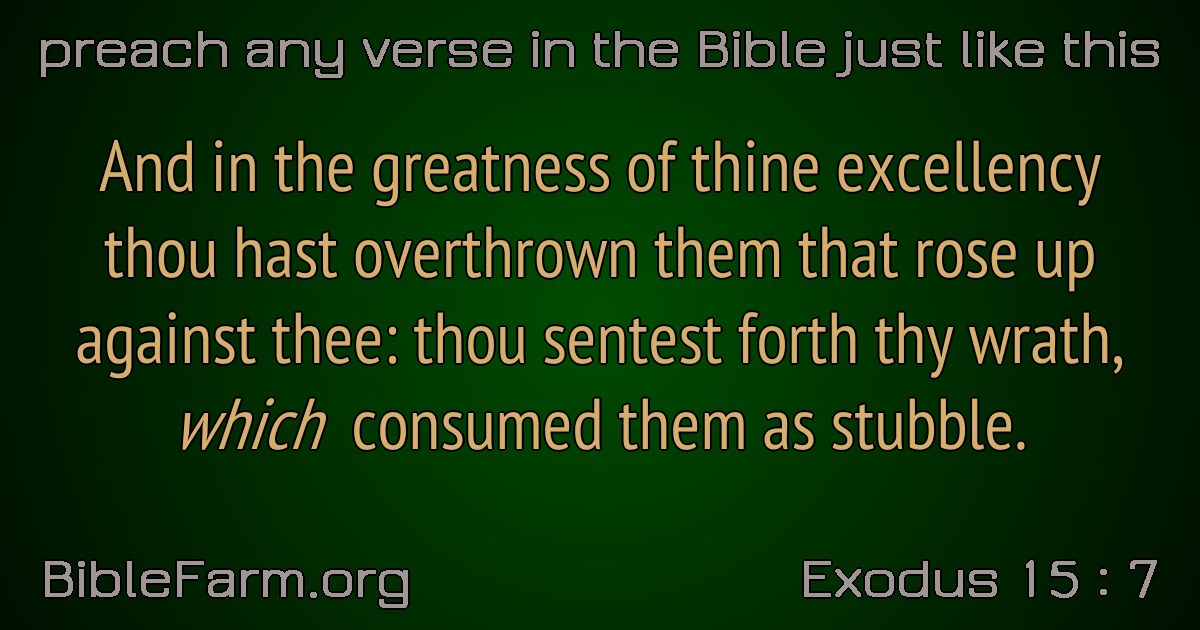 preach any verse in the Bible just like this
And in the greatness of thine excellency
thou hast overthrown them that rose up
against thee: thou sentest forth thy wrath,
which consumed them as stubble.
BibleFarm.org
Exodus 15 : 7